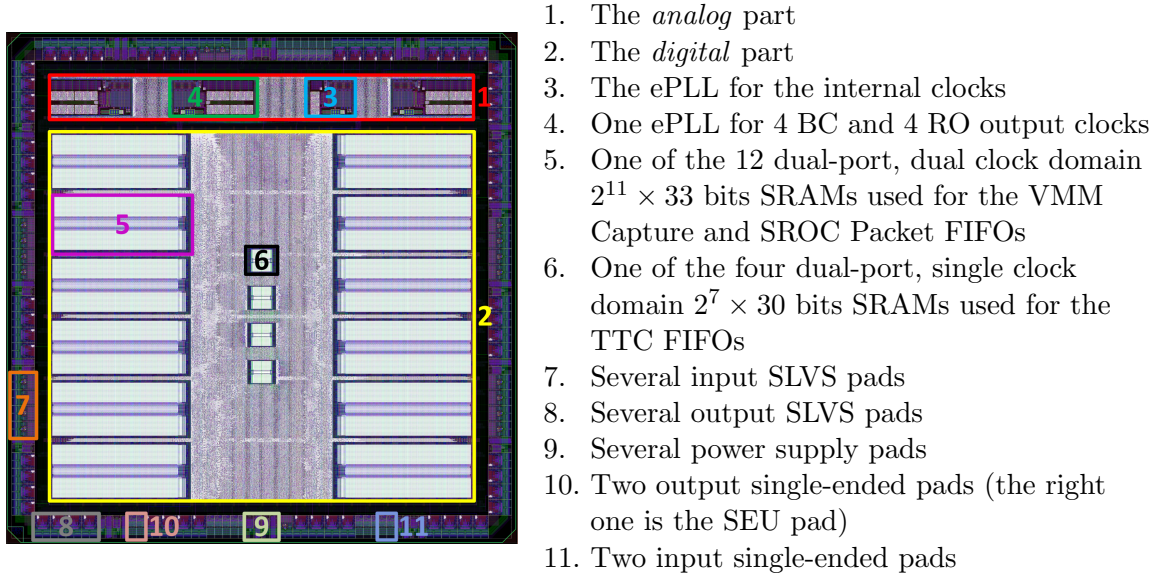 1
4
3
5
6
2
7
8
10
9
11
1. The analog part
2. The digital part
3. The ePLL for the internal clocks
4. One ePLL for 4 BC and 4 RO output clocks
5. One of the 12 dual-port, dual clock domain
2¹¹ × 33 bits SRAMs used for the VMM
Capture and SROC Packet FIFOs
6. One of the four dual-port, single clock
domain 2⁷ × 30 bits SRAMs used for the
TTC FIFOs
7. Several input SLVS pads
8. Several output SLVS pads
9. Several power supply pads
10. Two output single-ended pads (the right
one is the SEU pad)
11. Two input single-ended pads